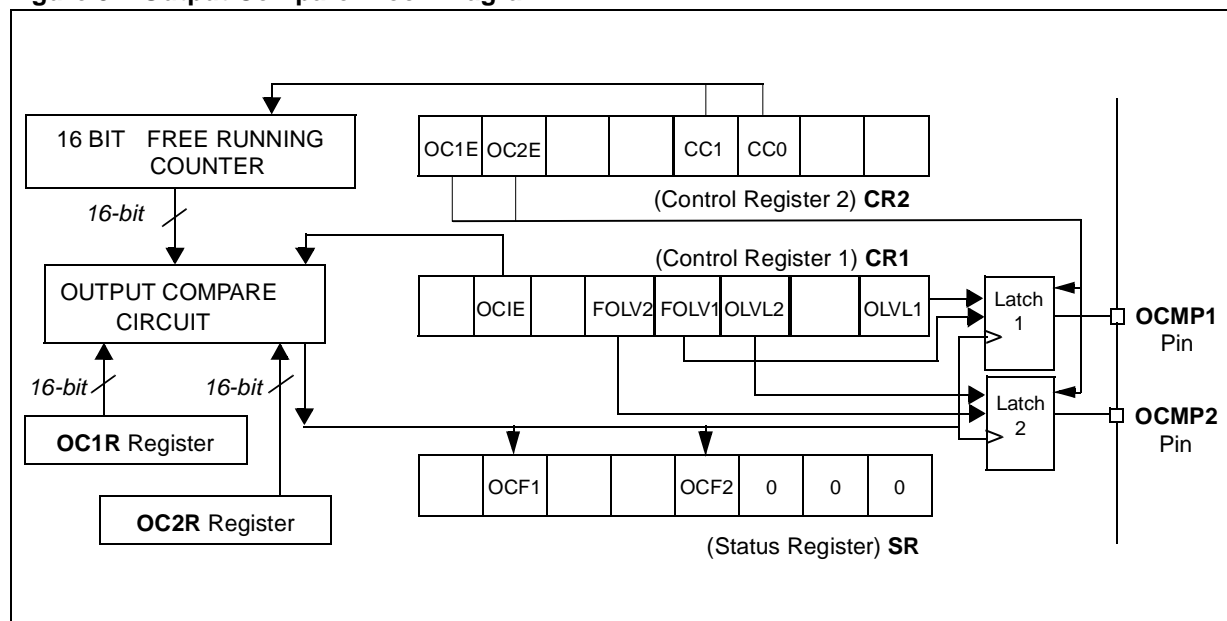 16 BIT FREE RUNNING
COUNTER
16-bit
OC1E OC2E CC1 CC0
(Control Register 2) CR2
(Control Register 1) CR1
OUTPUT COMPARE
CIRCUIT
OCIE FOLV2 FOLV1 OLVL2 OLVL1
Latch
1
OCMP1
Pin
16-bit
16-bit
OC1R Register
Latch
2
OCMP2
Pin
OCF1 OCF2 0 0 0
OC2R Register
(Status Register) SR